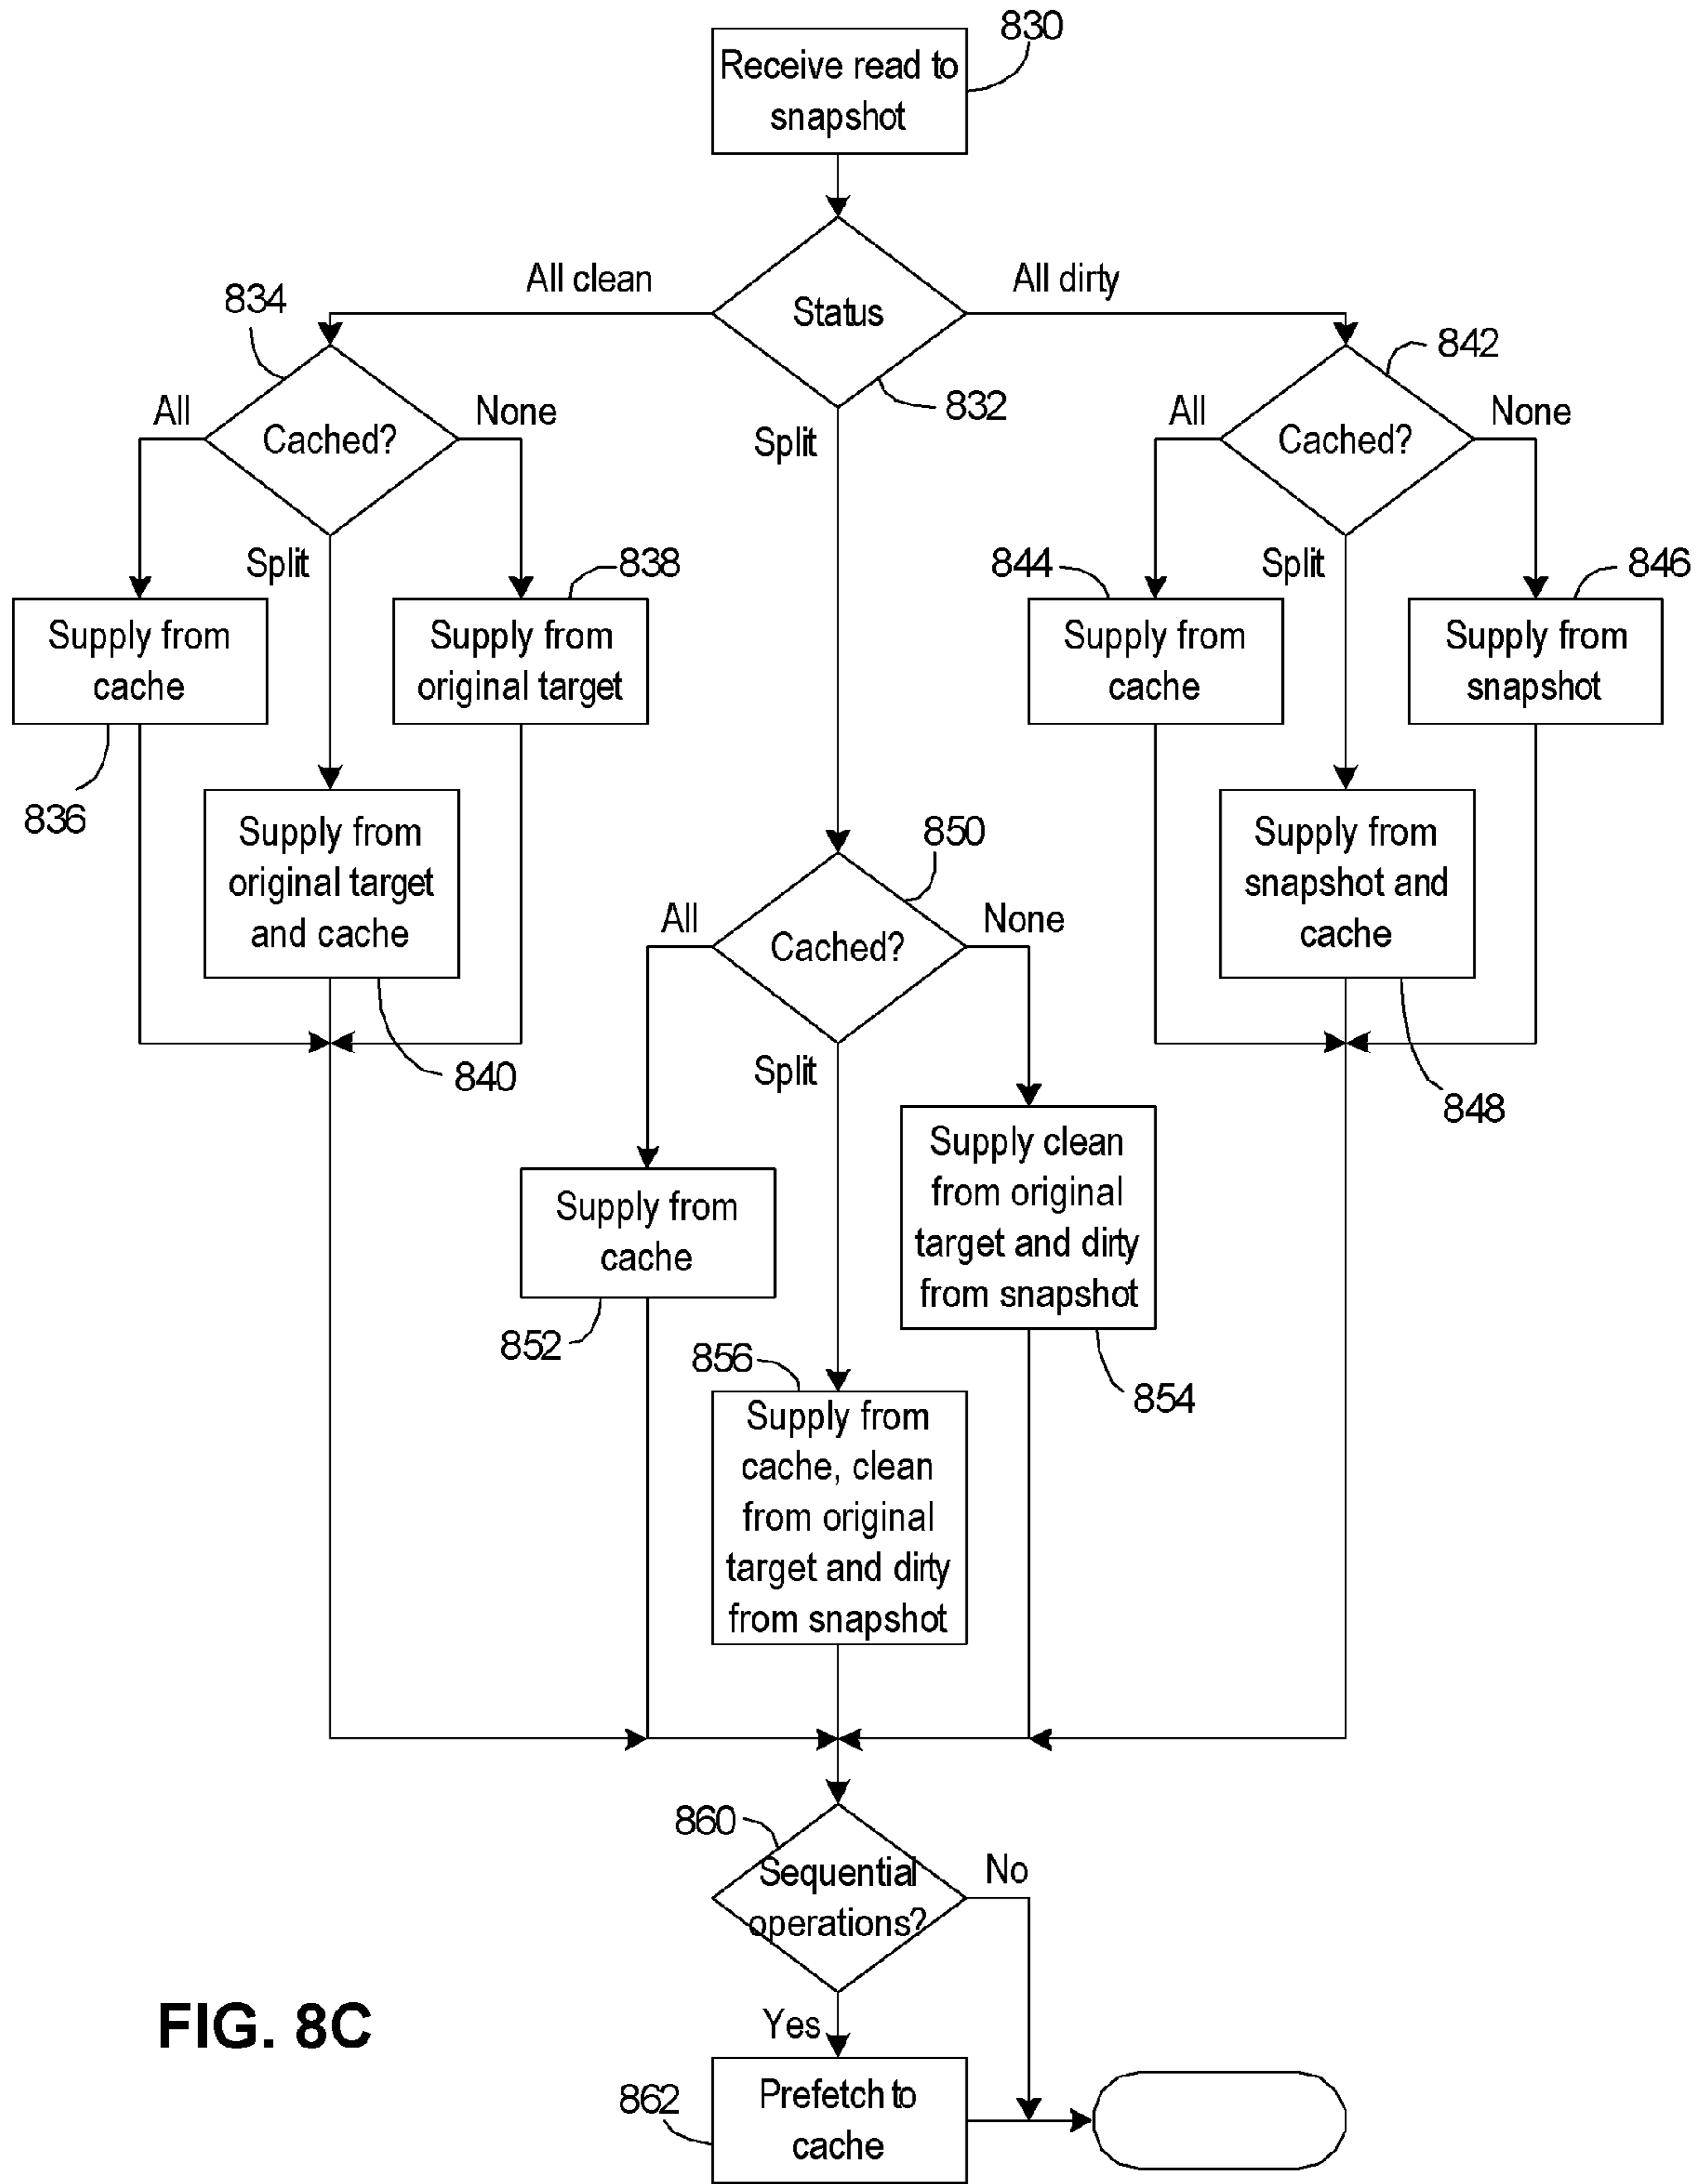 830
Receive read to
snapshot
All clean
All dirty
Status
832
834
842
All
None
Cached?
Split
All
None
Cached?
Split
838
844
Split
846
Supply from
cache
Supply from
original target
Supply from
cache
Supply from
snapshot
836
Supply from
original target
and cache
850
Supply from
snapshot and
cache
All
None
Cached?
840
Split
848
Supply clean
from original
target and dirty
from snapshot
Supply from
cache
852
856
854
Supply from
cache, clean
from original
target and dirty
from snapshot
860
Sequential
operations?
No
Yes
FIG. 8C
862
Prefetch to
cache